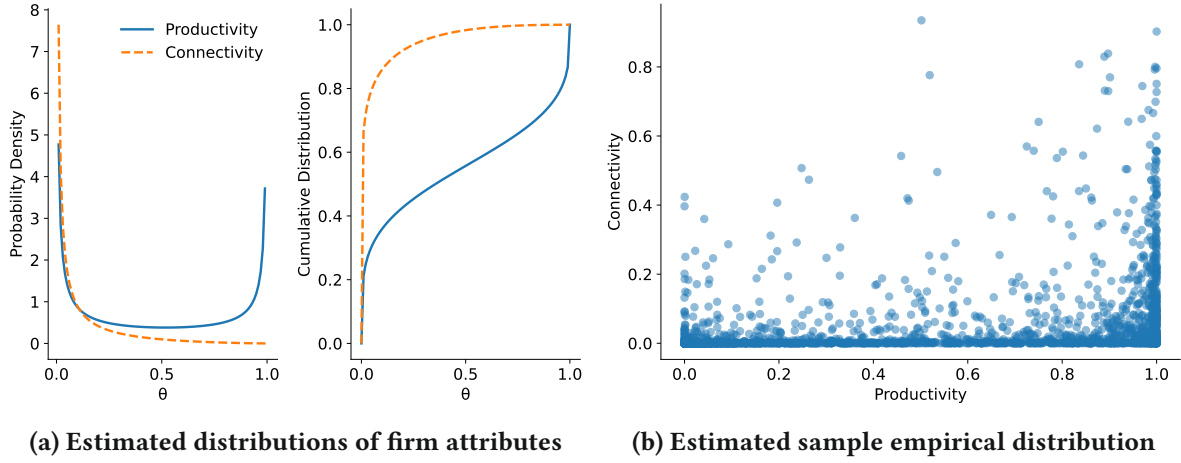 8
7
6
5
4
3
2
1
0
Probability Density
0.0 0.5 1.0
θ
Productivity
Connectivity
1.0
0.8
0.6
0.4
0.2
0.0
Cumulative Distribution
0.0 0.5 1.0
θ
0.8
0.6
0.4
0.2
0.0
Connectivity
0.0 0.2 0.4 0.6 0.8 1.0
Productivity
(a) Estimated distributions of firm attributes
(b) Estimated sample empirical distribution